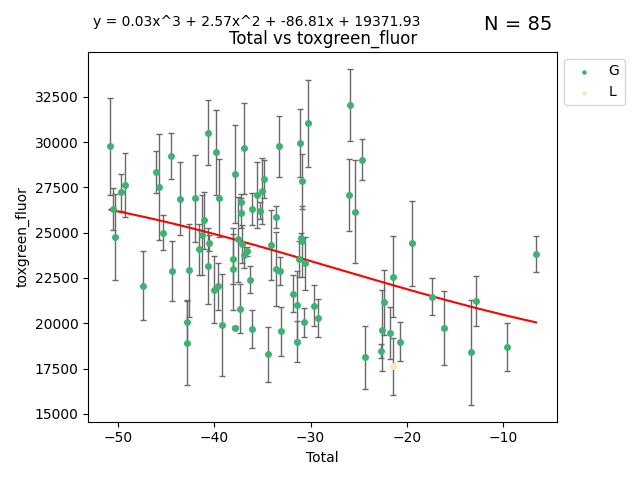 y = 0.03x^3 + 2.57x^2 + -86.81x + 19371.93
N = 85
Total vs toxgreen_fluor
G
L
toxgreen_fluor
32500
30000
27500
25000
22500
20000
17500
15000
−50
−40
−30
−20
−10
Total